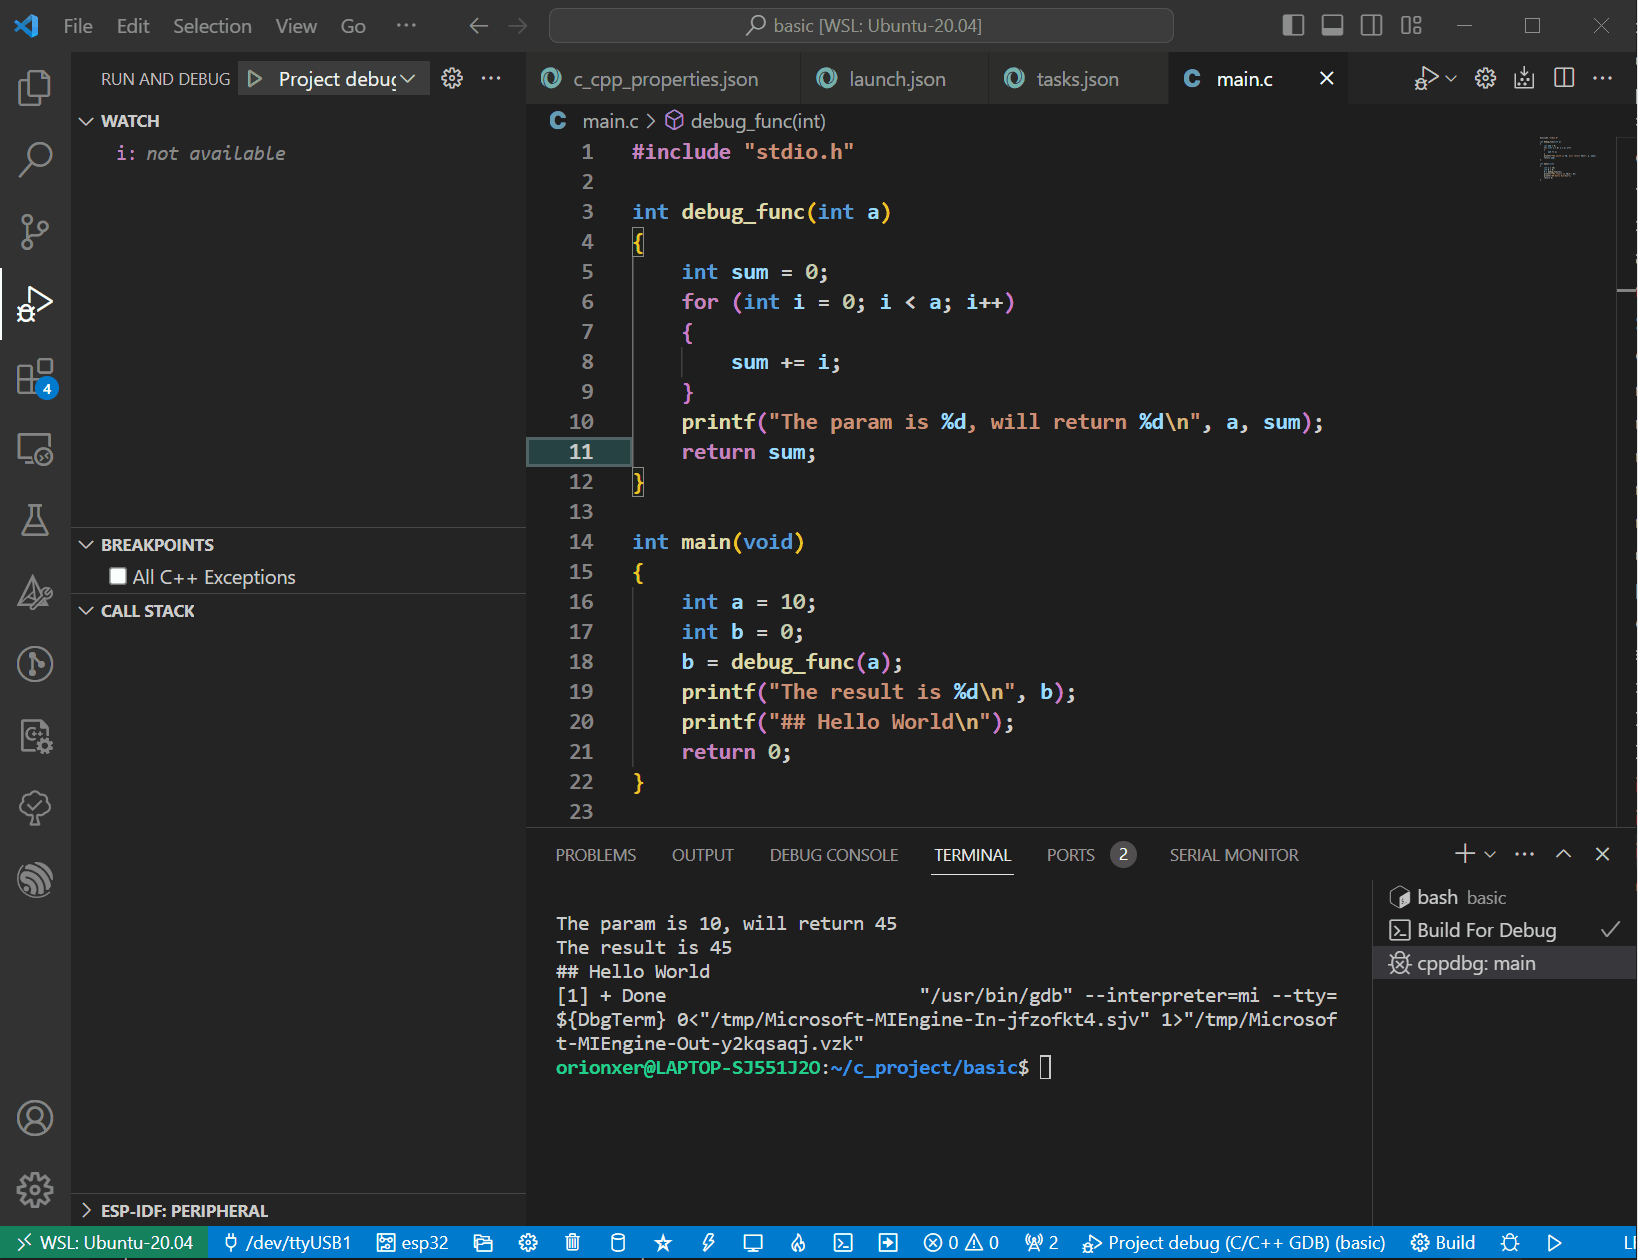 File Edit Selection View Go ···
basic [WSL: Ubuntu-20.04]
RUN AND DEBUG Project debug
c_cpp_properties.json launch.json tasks.json C main.c
WATCH
i: not available
C main.c > debug_func(int)
1 #include "stdio.h"
2
3 int debug_func(int a)
4 {
5 int sum = 0;
6 for (int i = 0; i < a; i++)
7 {
8 sum += i;
9 }
10 printf("The param is %d, will return %d\n", a, sum);
11 return sum;
12 }
13
14 int main(void)
15 {
16 int a = 10;
17 int b = 0;
18 b = debug_func(a);
19 printf("The result is %d\n", b);
20 printf("## Hello World\n");
21 return 0;
22 }
23
4
BREAKPOINTS
All C++ Exceptions
CALL STACK
PROBLEMS OUTPUT DEBUG CONSOLE TERMINAL PORTS 2 SERIAL MONITOR
The param is 10, will return 45
The result is 45
## Hello World
[1] + Done "/usr/bin/gdb" --interpreter=mi --tty=
${DbgTerm} 0<"/tmp/Microsoft-MIEngine-In-jfzofkt4.sjv" 1>"/tmp/Microsof
t-MIEngine-Out-y2kqsaqj.vzk"
orionxer@LAPTOP-SJ551J2O:~/c_project/basic$
bash basic
Build For Debug
cppdbg: main
ESP-IDF: PERIPHERAL
WSL: Ubuntu-20.04 /dev/ttyUSB1 esp32 0 0 2 Project debug (C/C++ GDB) (basic) Build